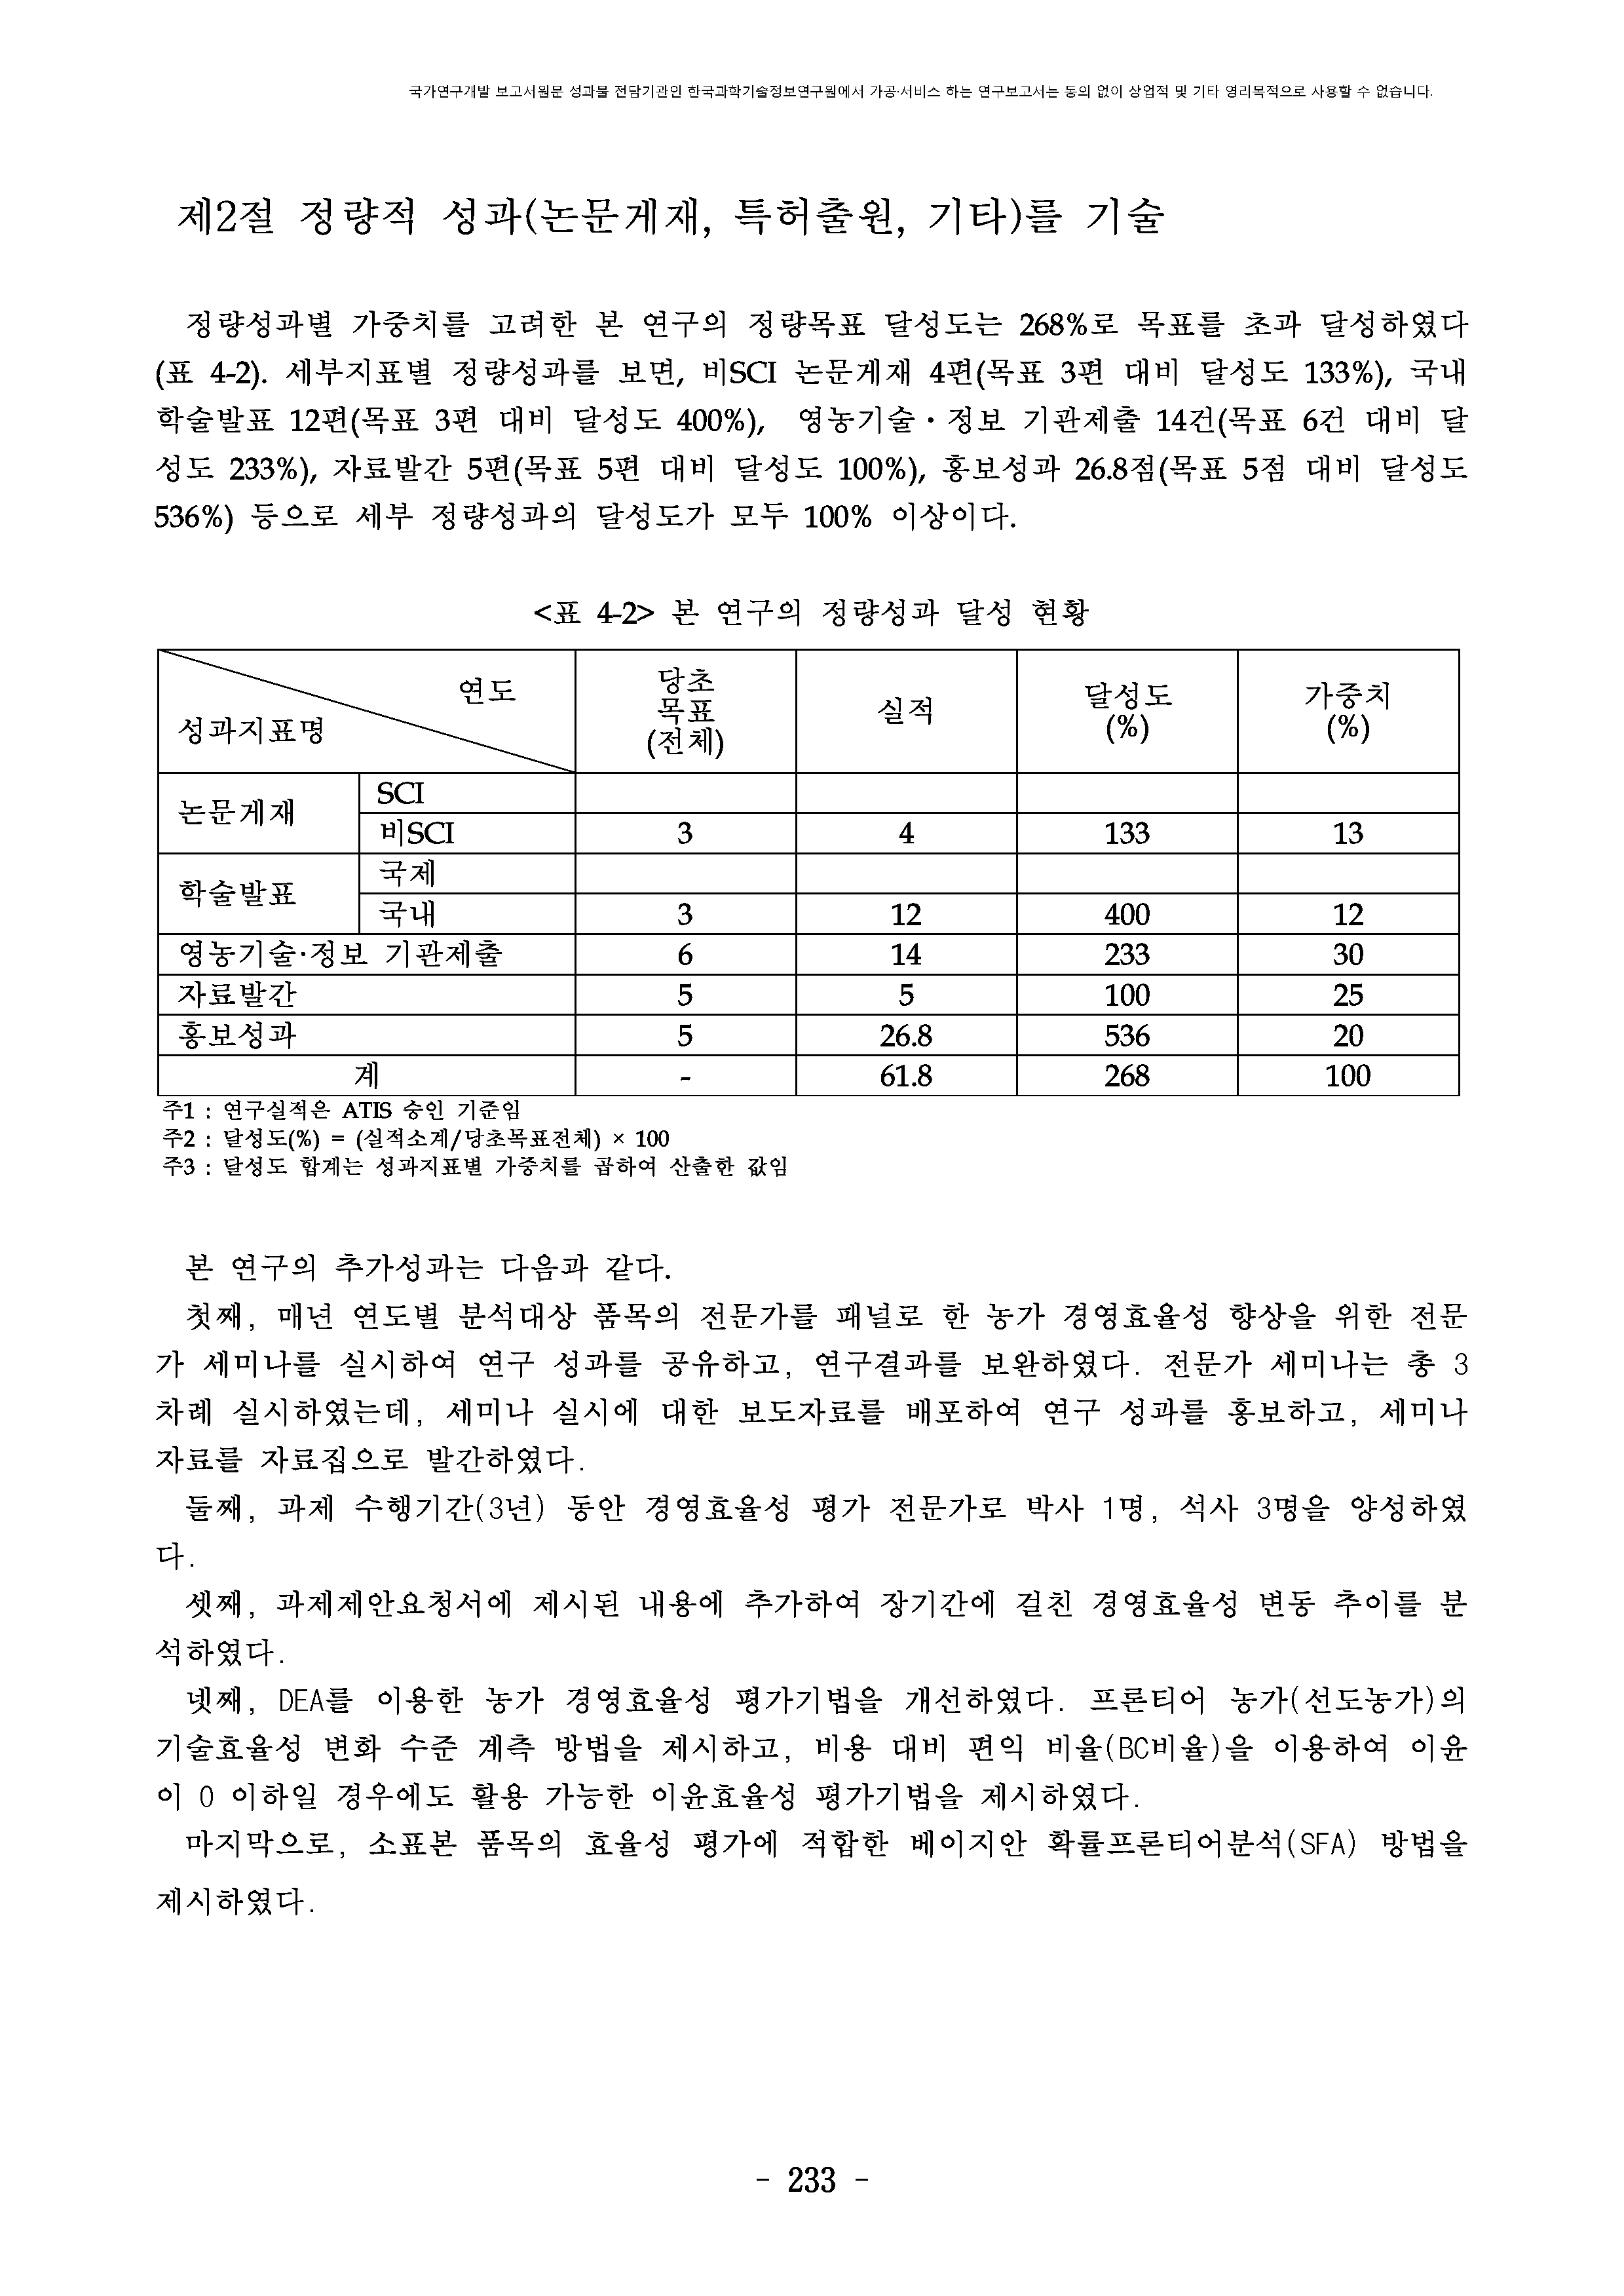 국가연구개발 보고서원문 성과물 전담기관인 한국과학기술정보연구원에서 가공·서비스 하는 연구보고서는 동의 없이 상업적 및 기타 영리목적으로 사용할 수 없습니다.
제2절 정량적 성과(논문게재, 특허출원, 기타)를 기술
정량성과별 가중치를 고려한 본 연구의 정량목표 달성도는 268%로 목표를 초과 달성하였다
(표 4-2). 세부지표별 정량성과를 보면, 비SCI 논문게재 4편(목표 3편 대비 달성도 133%), 국내
학술발표 12편(목표 3편 대비 달성도 400%), 영농기술·정보 기관제출 14건(목표 6건 대비 달
성도 233%), 자료발간 5편(목표 5편 대비 달성도 100%), 홍보성과 26.8점(목표 5점 대비 달성도
536%) 등으로 세부 정량성과의 달성도가 모두 100% 이상이다.
<표 4-2> 본 연구의 정량성과 달성 현황
성과지표명 연도 당초 목표 (전체) 실적 달성도 (%) 가중치 (%)
논문게재 SCI
비SCI 3 4 133 13
학술발표 국제
국내 3 12 400 12
영농기술·정보 기관제출 6 14 233 30
자료발간 5 5 100 25
홍보성과 5 26.8 536 20
계 - 61.8 268 100
주1 : 연구실적은 ATIS 승인 기준임
주2 : 달성도(%) = (실적소계/당초목표전체) × 100
주3 : 달성도 합계는 성과지표별 가중치를 곱하여 산출한 값임
본 연구의 추가성과는 다음과 같다.
첫째, 매년 연도별 분석대상 품목의 전문가를 패널로 한 농가 경영효율성 향상을 위한 전문
가 세미나를 실시하여 연구 성과를 공유하고, 연구결과를 보완하였다. 전문가 세미나는 총 3
차례 실시하였는데, 세미나 실시에 대한 보도자료를 배포하여 연구 성과를 홍보하고, 세미나
자료를 자료집으로 발간하였다.
둘째, 과제 수행기간(3년) 동안 경영효율성 평가 전문가로 박사 1명, 석사 3명을 양성하였
다.
셋째, 과제제안요청서에 제시된 내용에 추가하여 장기간에 걸친 경영효율성 변동 추이를 분
석하였다.
넷째, DEA를 이용한 농가 경영효율성 평가기법을 개선하였다. 프론티어 농가(선도농가)의
기술효율성 변화 수준 계측 방법을 제시하고, 비용 대비 편익 비율(BC비율)을 이용하여 이윤
이 0 이하일 경우에도 활용 가능한 이윤효율성 평가기법을 제시하였다.
마지막으로, 소표본 품목의 효율성 평가에 적합한 베이지안 확률프론티어분석(SFA) 방법을
제시하였다.
- 233 -